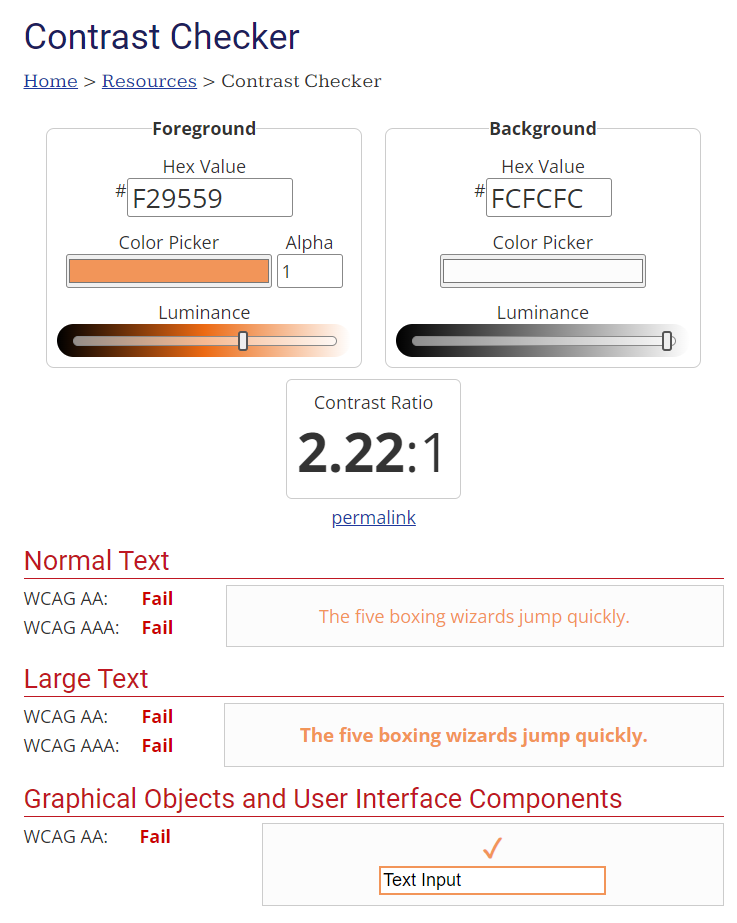 Contrast Checker
Home > Resources > Contrast Checker
Foreground
Hex Value
# F29559
Color Picker
Alpha
1
Luminance
Background
Hex Value
# FCFCFC
Color Picker
Luminance
Contrast Ratio
2.22:1
permalink
Normal Text
WCAG AA: Fail
WCAG AAA: Fail
The five boxing wizards jump quickly.
Large Text
WCAG AA: Fail
WCAG AAA: Fail
The five boxing wizards jump quickly.
Graphical Objects and User Interface Components
WCAG AA: Fail
✓
Text Input